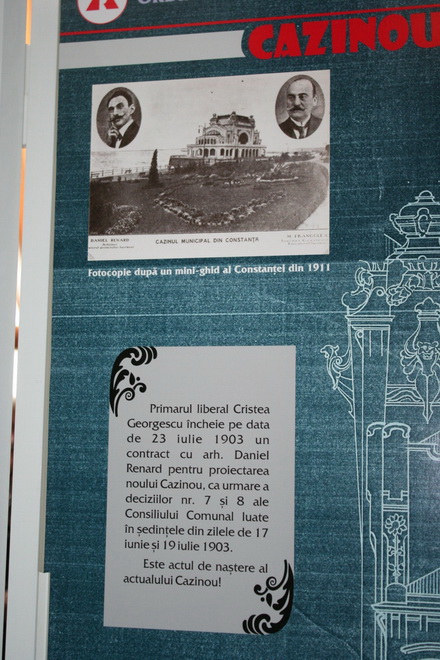 CAZINOU
DANIEL RENARD
CAZINUL MUNICIPAL DIN CONSTANȚA
Fotocopie după un mini-ghid al Constanței din 1911
Primarul liberal Cristea
Georgescu încheie pe data
de 23 iulie 1903 un
contract cu arh. Daniel
Renard pentru proiectarea
noului Cazinou, ca urmare a
deciziilor nr. 7 și 8 ale
Consiliului Comunal luate
în ședințele din zilele de 17
iunie și 19 iulie 1903.
Este actul de naștere al
actualului Cazinou!